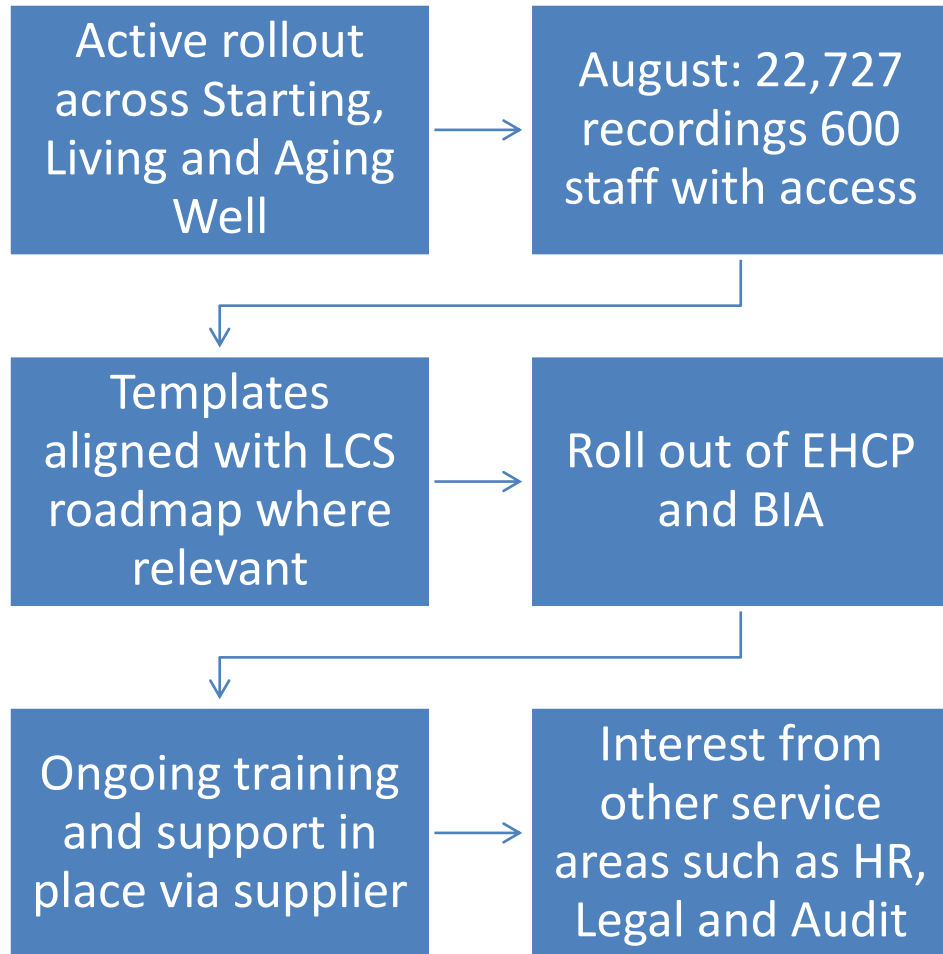 Active rollout
across Starting,
Living and Aging
Well
August: 22,727
recordings 600
staff with access
Templates
aligned with LCS
roadmap where
relevant
Roll out of EHCP
and BIA
Ongoing training
and support in
place via supplier
Interest from
other service
areas such as HR,
Legal and Audit